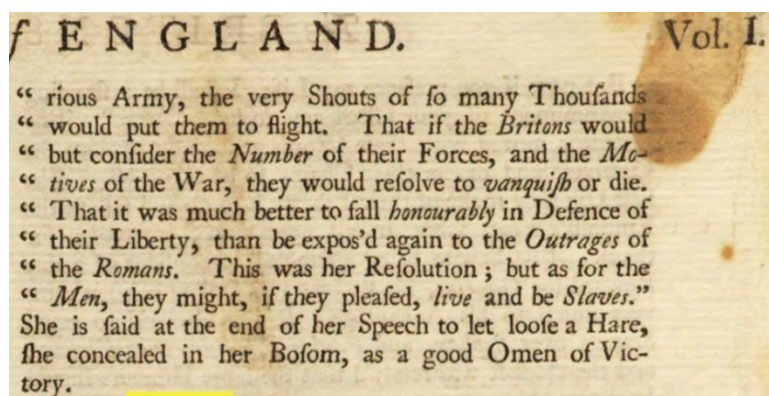 f ENGLAND. Vol. I.
“ rious Army, the very Shouts of ſo many Thouſands
“ would put them to flight. That if the Britons would
“ but conſider the Number of their Forces, and the Mo-
“ tives of the War, they would reſolve to vanquiſh or die.
“ That it was much better to fall honourably in Defence of
“ their Liberty, than be expos'd again to the Outrages of
“ the Romans. This was her Reſolution ; but as for the
“ Men, they might, if they pleaſed, live and be Slaves.”
She is ſaid at the end of her Speech to let looſe a Hare,
ſhe concealed in her Boſom, as a good Omen of Vic-
tory.